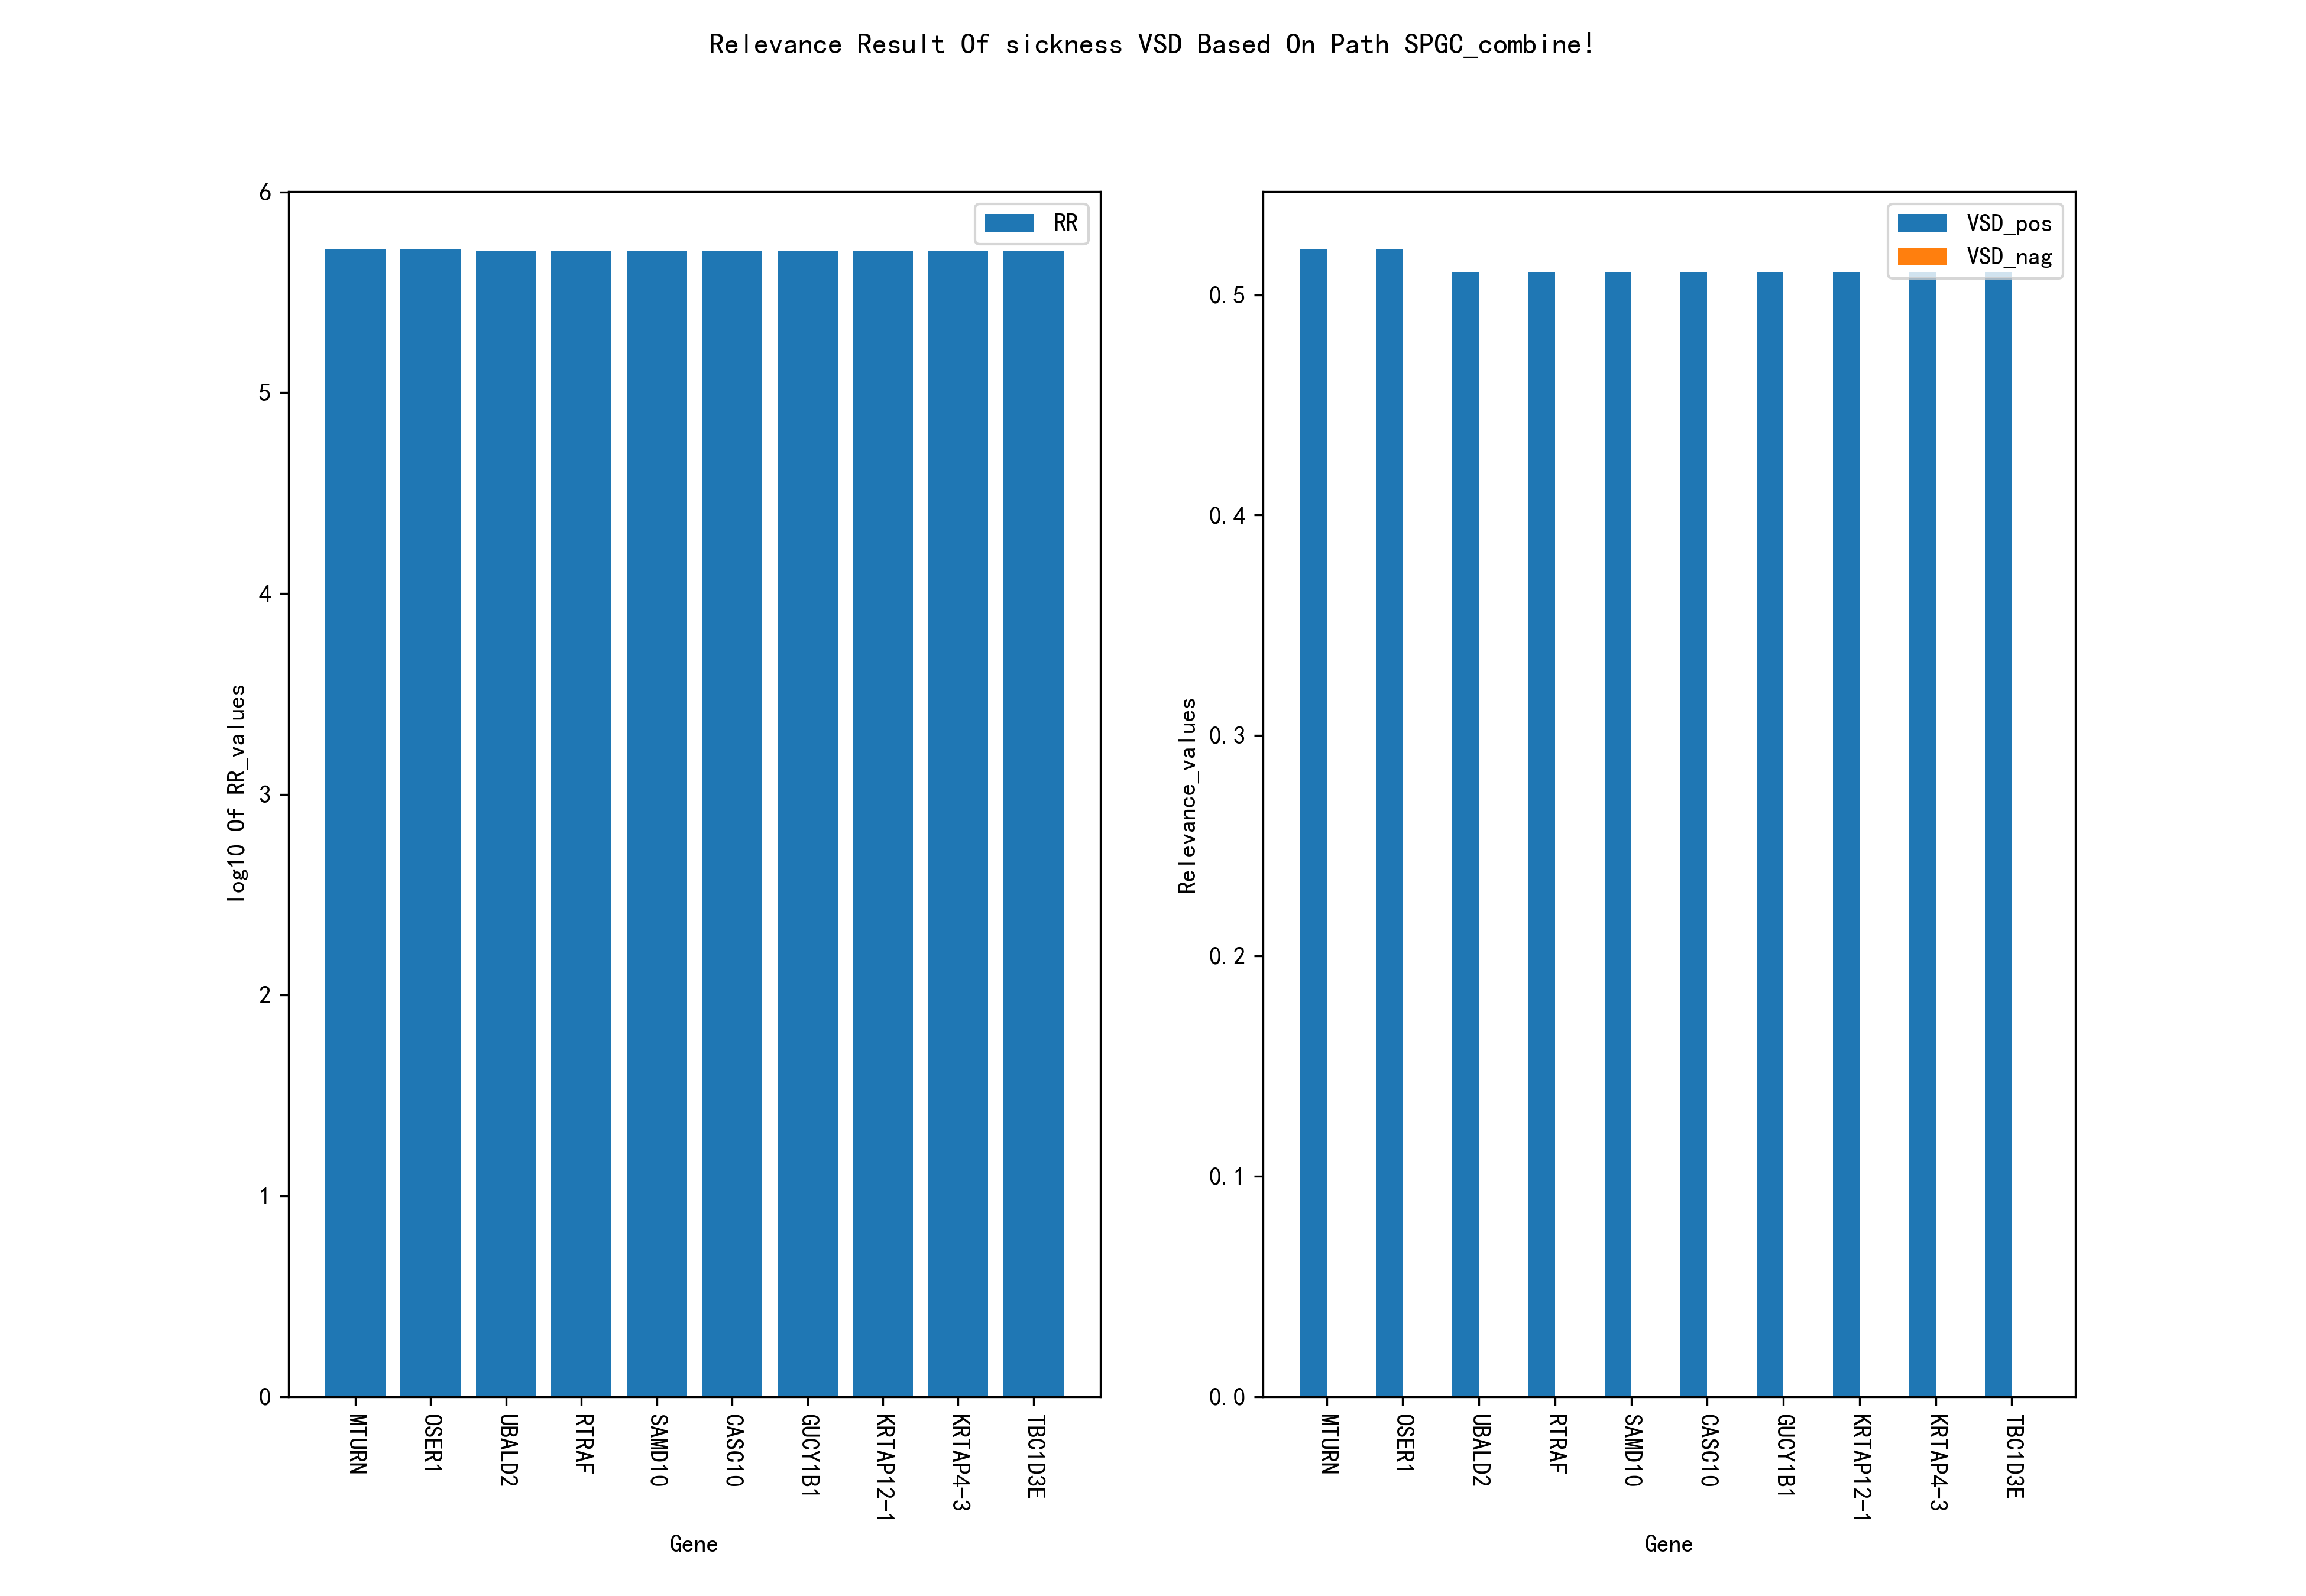 Relevance Result Of sickness VSD Based On Path SPGC_combine!
6
5
4
3
2
1
0
log10 Of RR_values
RR
MTURN
OSER1
UBALD2
RTRAF
SAMD10
CASC10
GUCY1B1
KRTAP12-1
KRTAP4-3
TBC1D3E
Gene
0.5
0.4
0.3
0.2
0.1
0.0
Relevance_values
VSD_pos
VSD_nag
MTURN
OSER1
UBALD2
RTRAF
SAMD10
CASC10
GUCY1B1
KRTAP12-1
KRTAP4-3
TBC1D3E
Gene